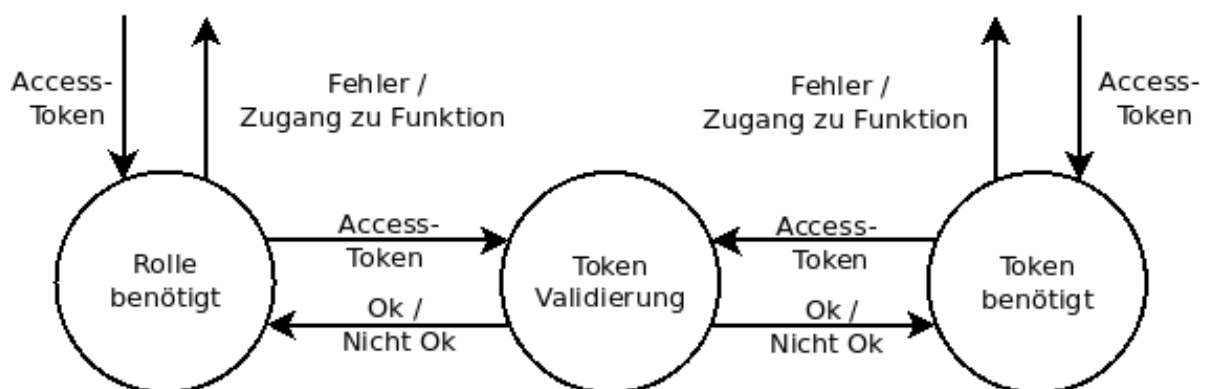 Access-
Token
Fehler /
Zugang zu Funktion
Fehler /
Zugang zu Funktion
Access-
Token
Rolle
benötigt
Access-
Token
Ok /
Nicht Ok
Token
Validierung
Access-
Token
Ok /
Nicht Ok
Token
benötigt